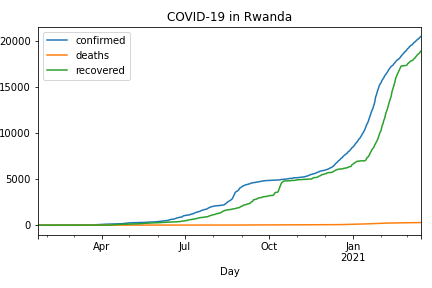 COVID-19 in Rwanda
confirmed
deaths
recovered
20000
15000
10000
5000
0
Apr
Jul
Oct
Jan
2021
Day